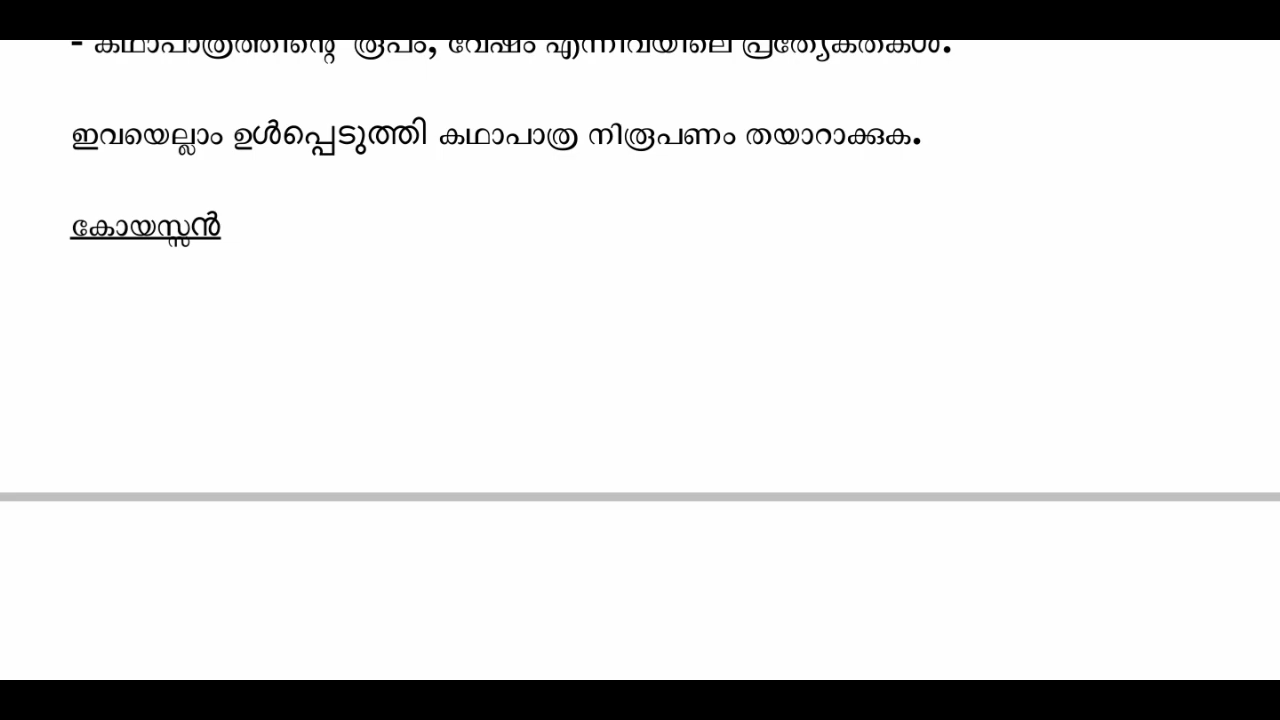 - കഥാപാത്രത്തിന്റെ രൂപം, വേഷം എന്നിവയിലെ പ്രത്യേകതകൾ.
ഇവയെല്ലാം ഉൾപ്പെടുത്തി കഥാപാത്ര നിരൂപണം തയാറാക്കുക.
കോയസ്സൻ